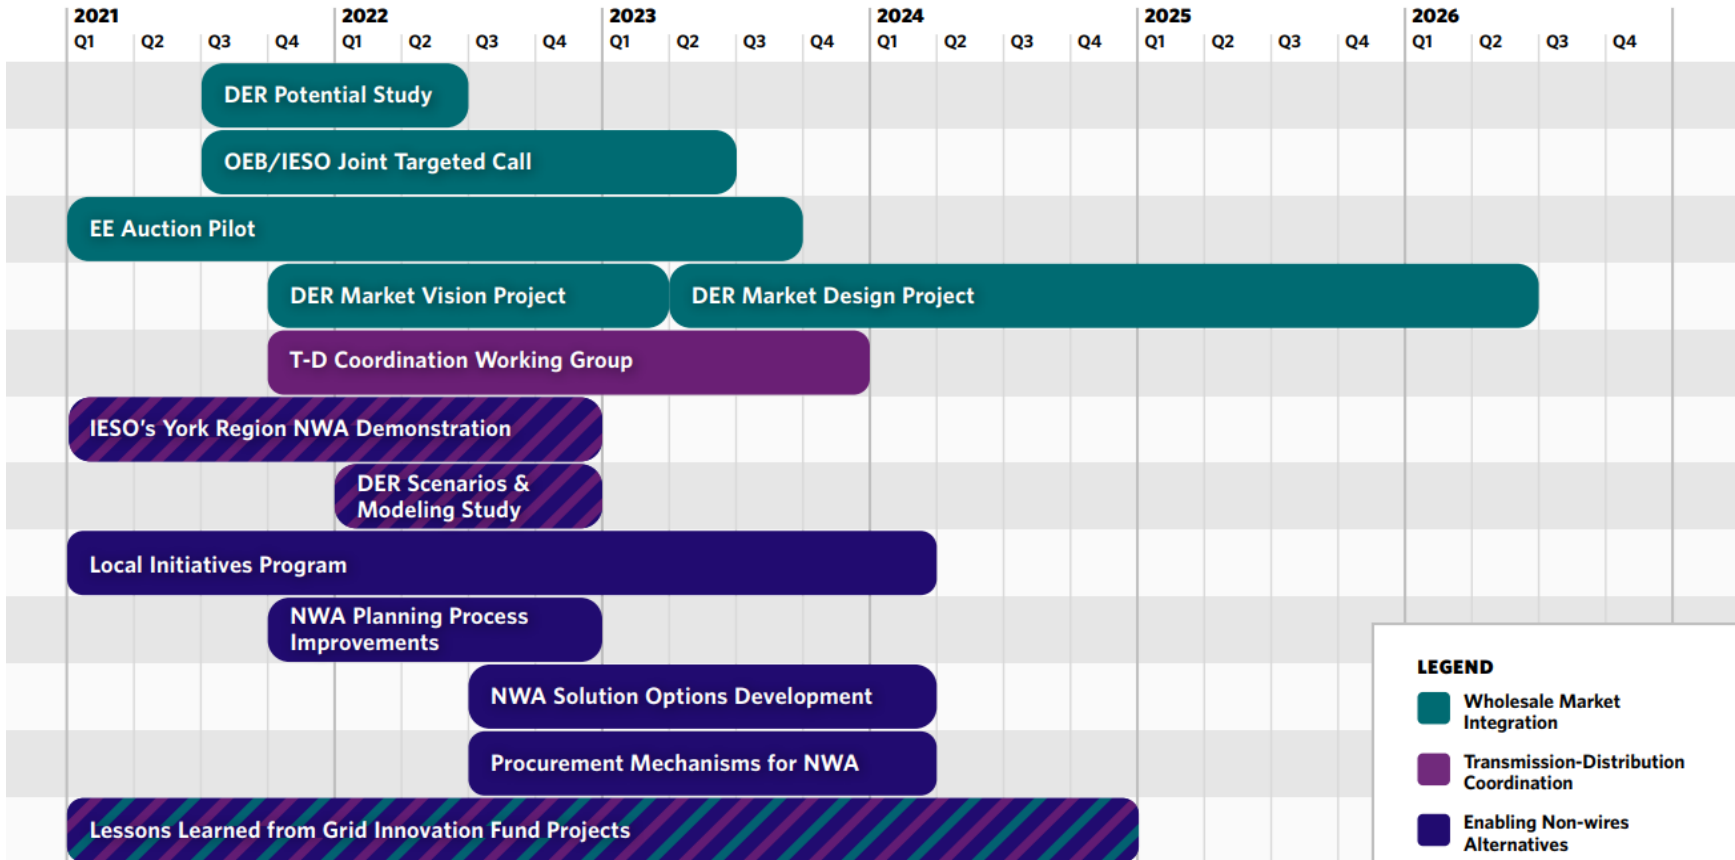 2021 2022 2023 2024 2025 2026
Q1 Q2 Q3 Q4 Q1 Q2 Q3 Q4 Q1 Q2 Q3 Q4 Q1 Q2 Q3 Q4 Q1 Q2 Q3 Q4 Q1 Q2 Q3 Q4
DER Potential Study
OEB/IESO Joint Targeted Call
EE Auction Pilot
DER Market Vision Project DER Market Design Project
T-D Coordination Working Group
IESO's York Region NWA Demonstration
DER Scenarios &
Modeling Study
Local Initiatives Program
NWA Planning Process
Improvements
NWA Solution Options Development
Procurement Mechanisms for NWA
Lessons Learned from Grid Innovation Fund Projects
LEGEND
Wholesale Market
Integration
Transmission-Distribution
Coordination
Enabling Non-wires
Alternatives